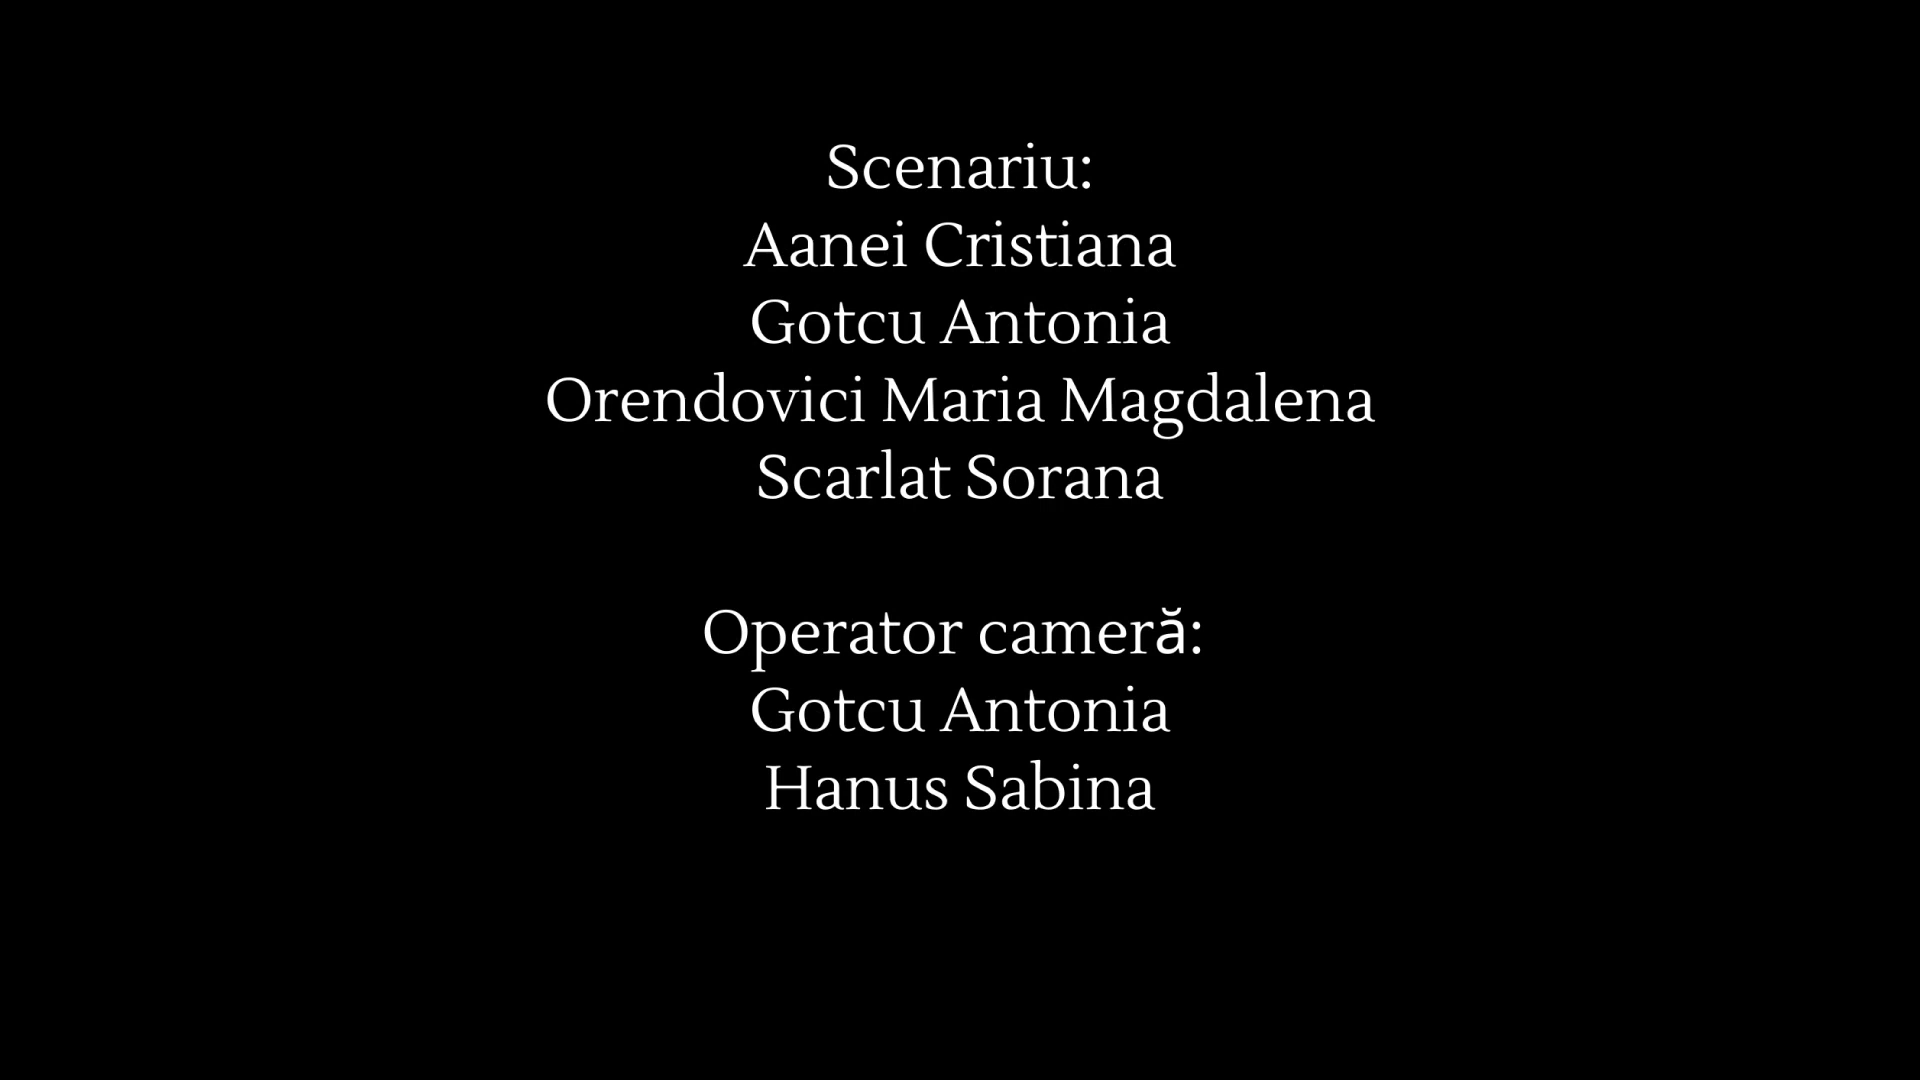 Scenariu:
Aanei Cristiana
Gotcu Antonia
Orendovici Maria Magdalena
Scarlat Sorana
Operator cameră:
Gotcu Antonia
Hanus Sabina